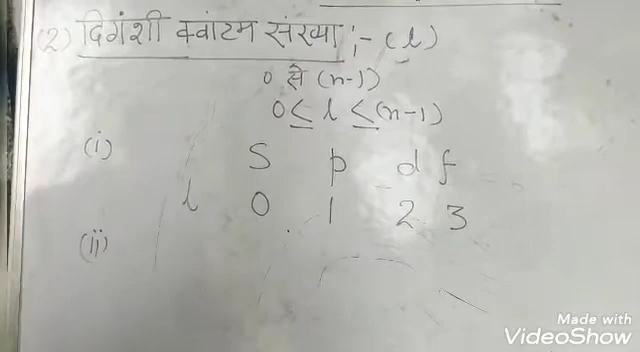 (2) दिगंशी क्वांटम संख्या :- (l)
0 से (n-1)
0 ≤ l ≤ (n-1)
(i)
S p d f
l 0 1 2 3
(ii)
Made with
VideoShow